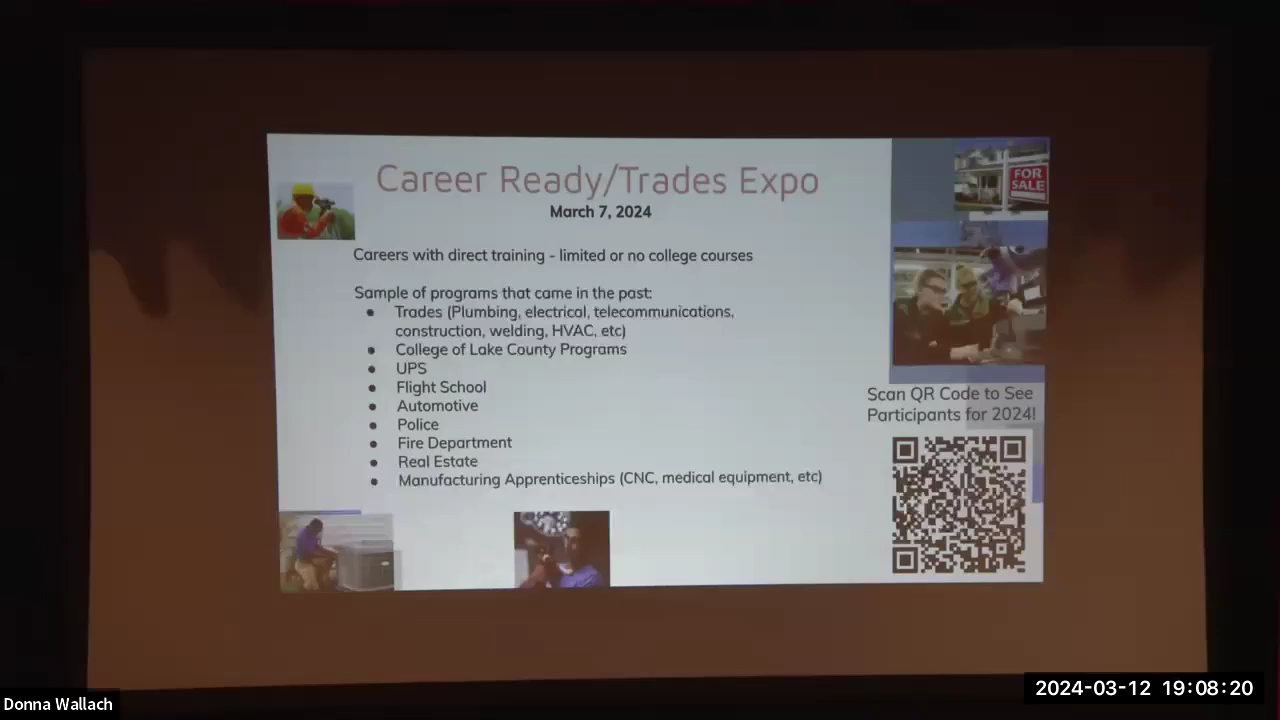 Career Ready/Trades Expo
March 7, 2024
FOR
SALE
Careers with direct training - limited or no college courses
Sample of programs that came in the past:
● Trades (Plumbing, electrical, telecommunications,
construction, welding, HVAC, etc)
● College of Lake County Programs
● UPS
● Flight School
● Automotive
● Police
● Fire Department
● Real Estate
● Manufacturing Apprenticeships (CNC, medical equipment, etc)
Scan QR Code to See
Participants for 2024!
Donna Wallach
2024-03-12 19:08:20